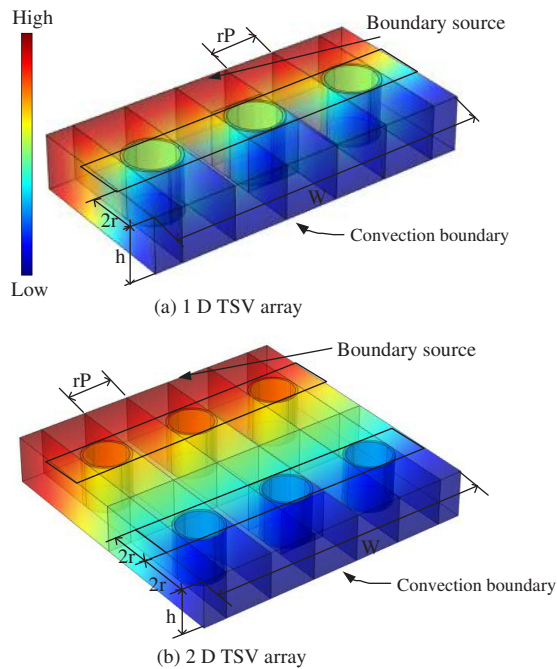 High
Low
rP
Boundary source
2r
h
W
Convection boundary
(a) 1 D TSV array
rP
Boundary source
2r
2r
h
W
Convection boundary
(b) 2 D TSV array